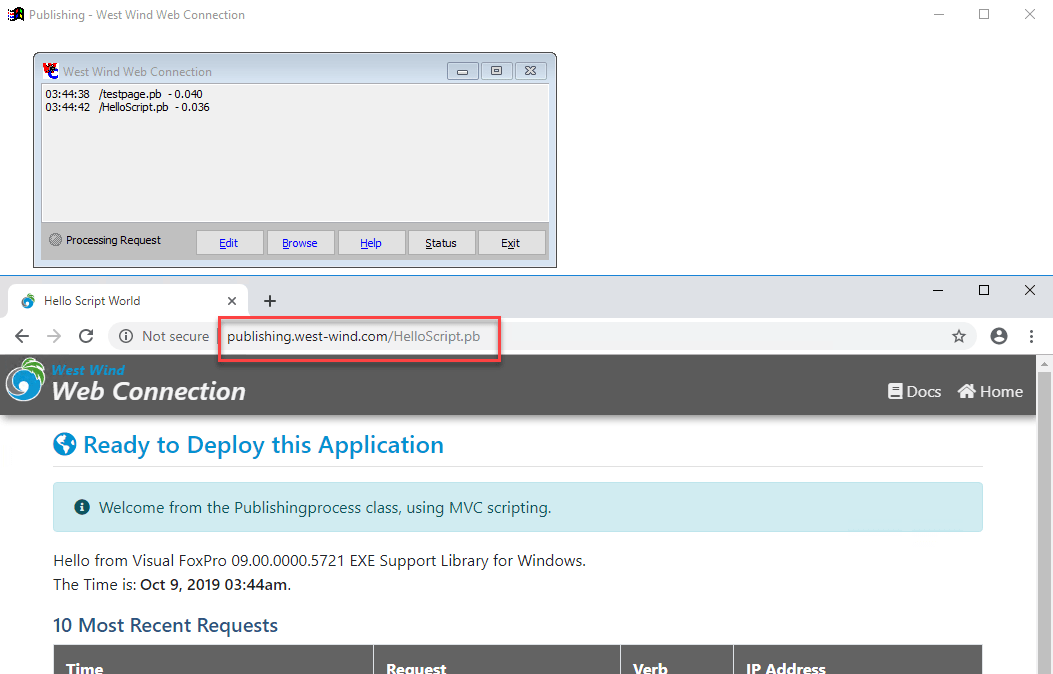 Publishing - West Wind Web Connection
West Wind Web Connection
03:44:38 /testpage.pb - 0.040
03:44:42 /HelloScript.pb - 0.036
Processing Request Edit Browse Help Status Exit
Hello Script World
Not secure publishing.west-wind.com/HelloScript.pb
West Wind
Web Connection
Docs Home
Ready to Deploy this Application
Welcome from the Publishingprocess class, using MVC scripting.
Hello from Visual FoxPro 09.00.0000.5721 EXE Support Library for Windows.
The Time is: Oct 9, 2019 03:44am.
10 Most Recent Requests
Time Request Verb IP Address